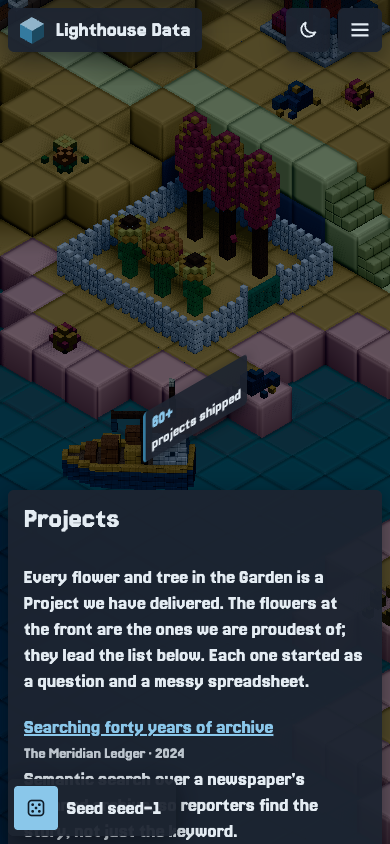 Lighthouse Data
60+
projects shipped
Projects
Every flower and tree in the Garden is a
Project we have delivered. The flowers at
the front are the ones we are proudest of;
they lead the list below. Each one started as
a question and a messy spreadsheet.
Searching forty years of archive
The Meridian Ledger · 2024
Semantic search over a newspaper's
so reporters find the
story, not just the keyword.
Seed seed-1